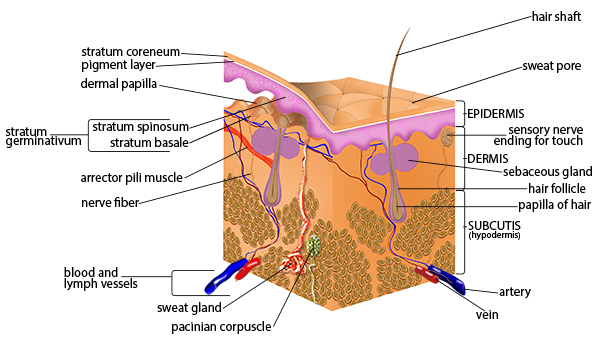 hair shaft
stratum coreneum
pigment layer
sweat pore
dermal papilla
EPIDERMIS
stratum
germinativum
stratum spinosum
stratum basale
sensory nerve
ending for touch
DERMIS
sebaceous gland
arrector pili muscle
hair follicle
nerve fiber
papilla of hair
SUBCUTIS
(hypodermis)
blood and
lymph vessels
artery
sweat gland
vein
pacinian corpuscle